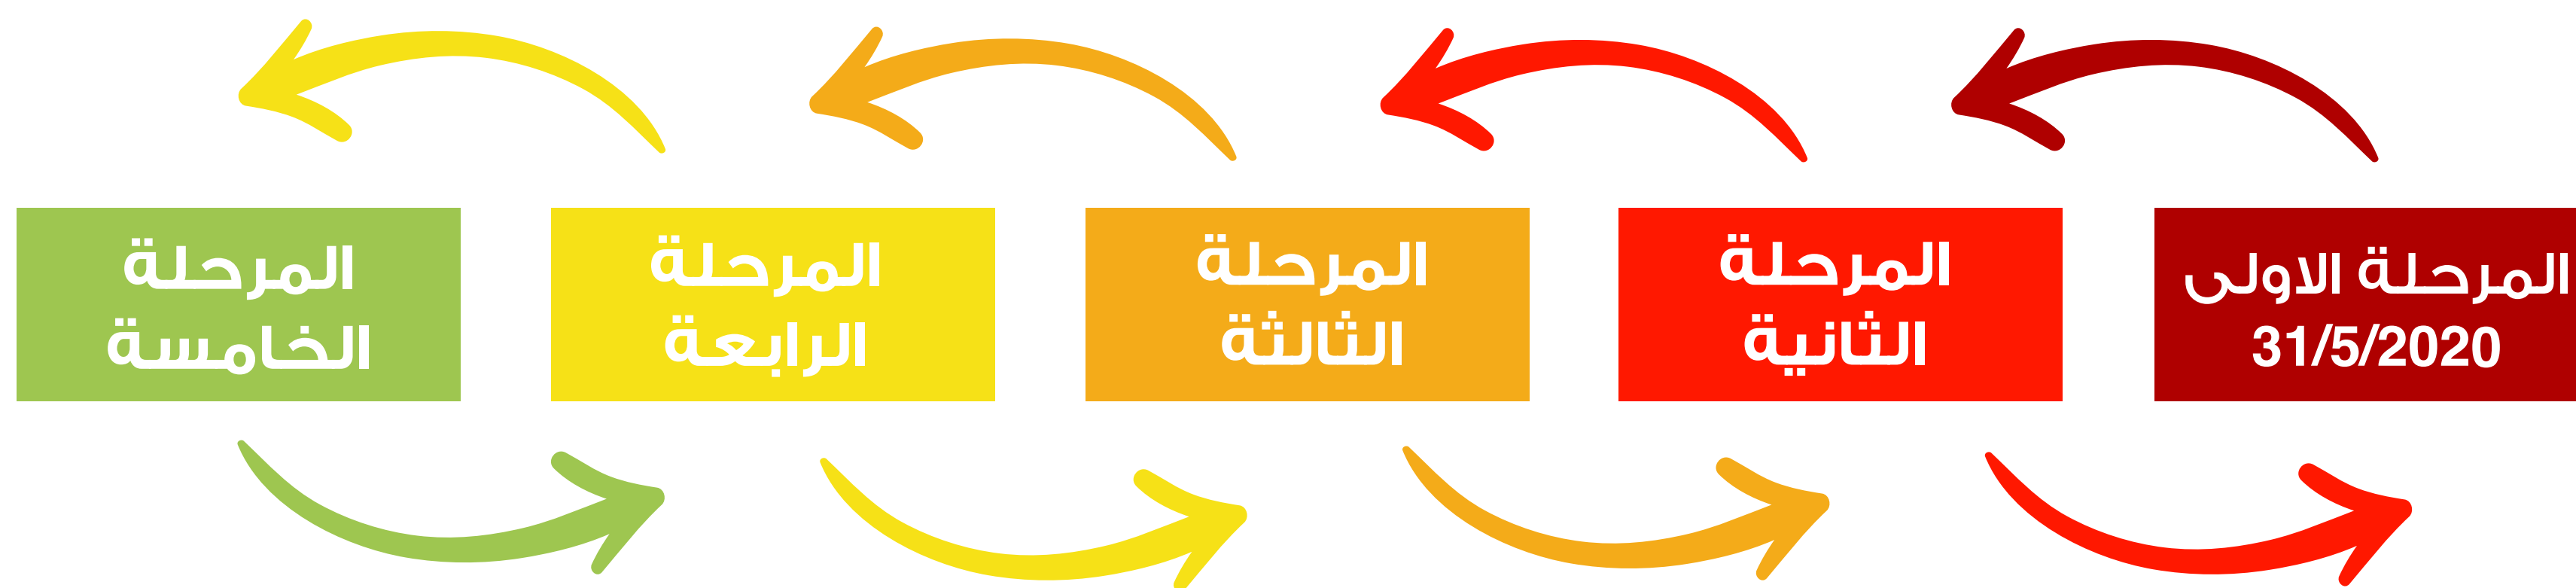 المرحلة الاولى
31/5/2020
المرحلة
الثانية
المرحلة
الثالثة
المرحلة
الرابعة
المرحلة
الخامسة